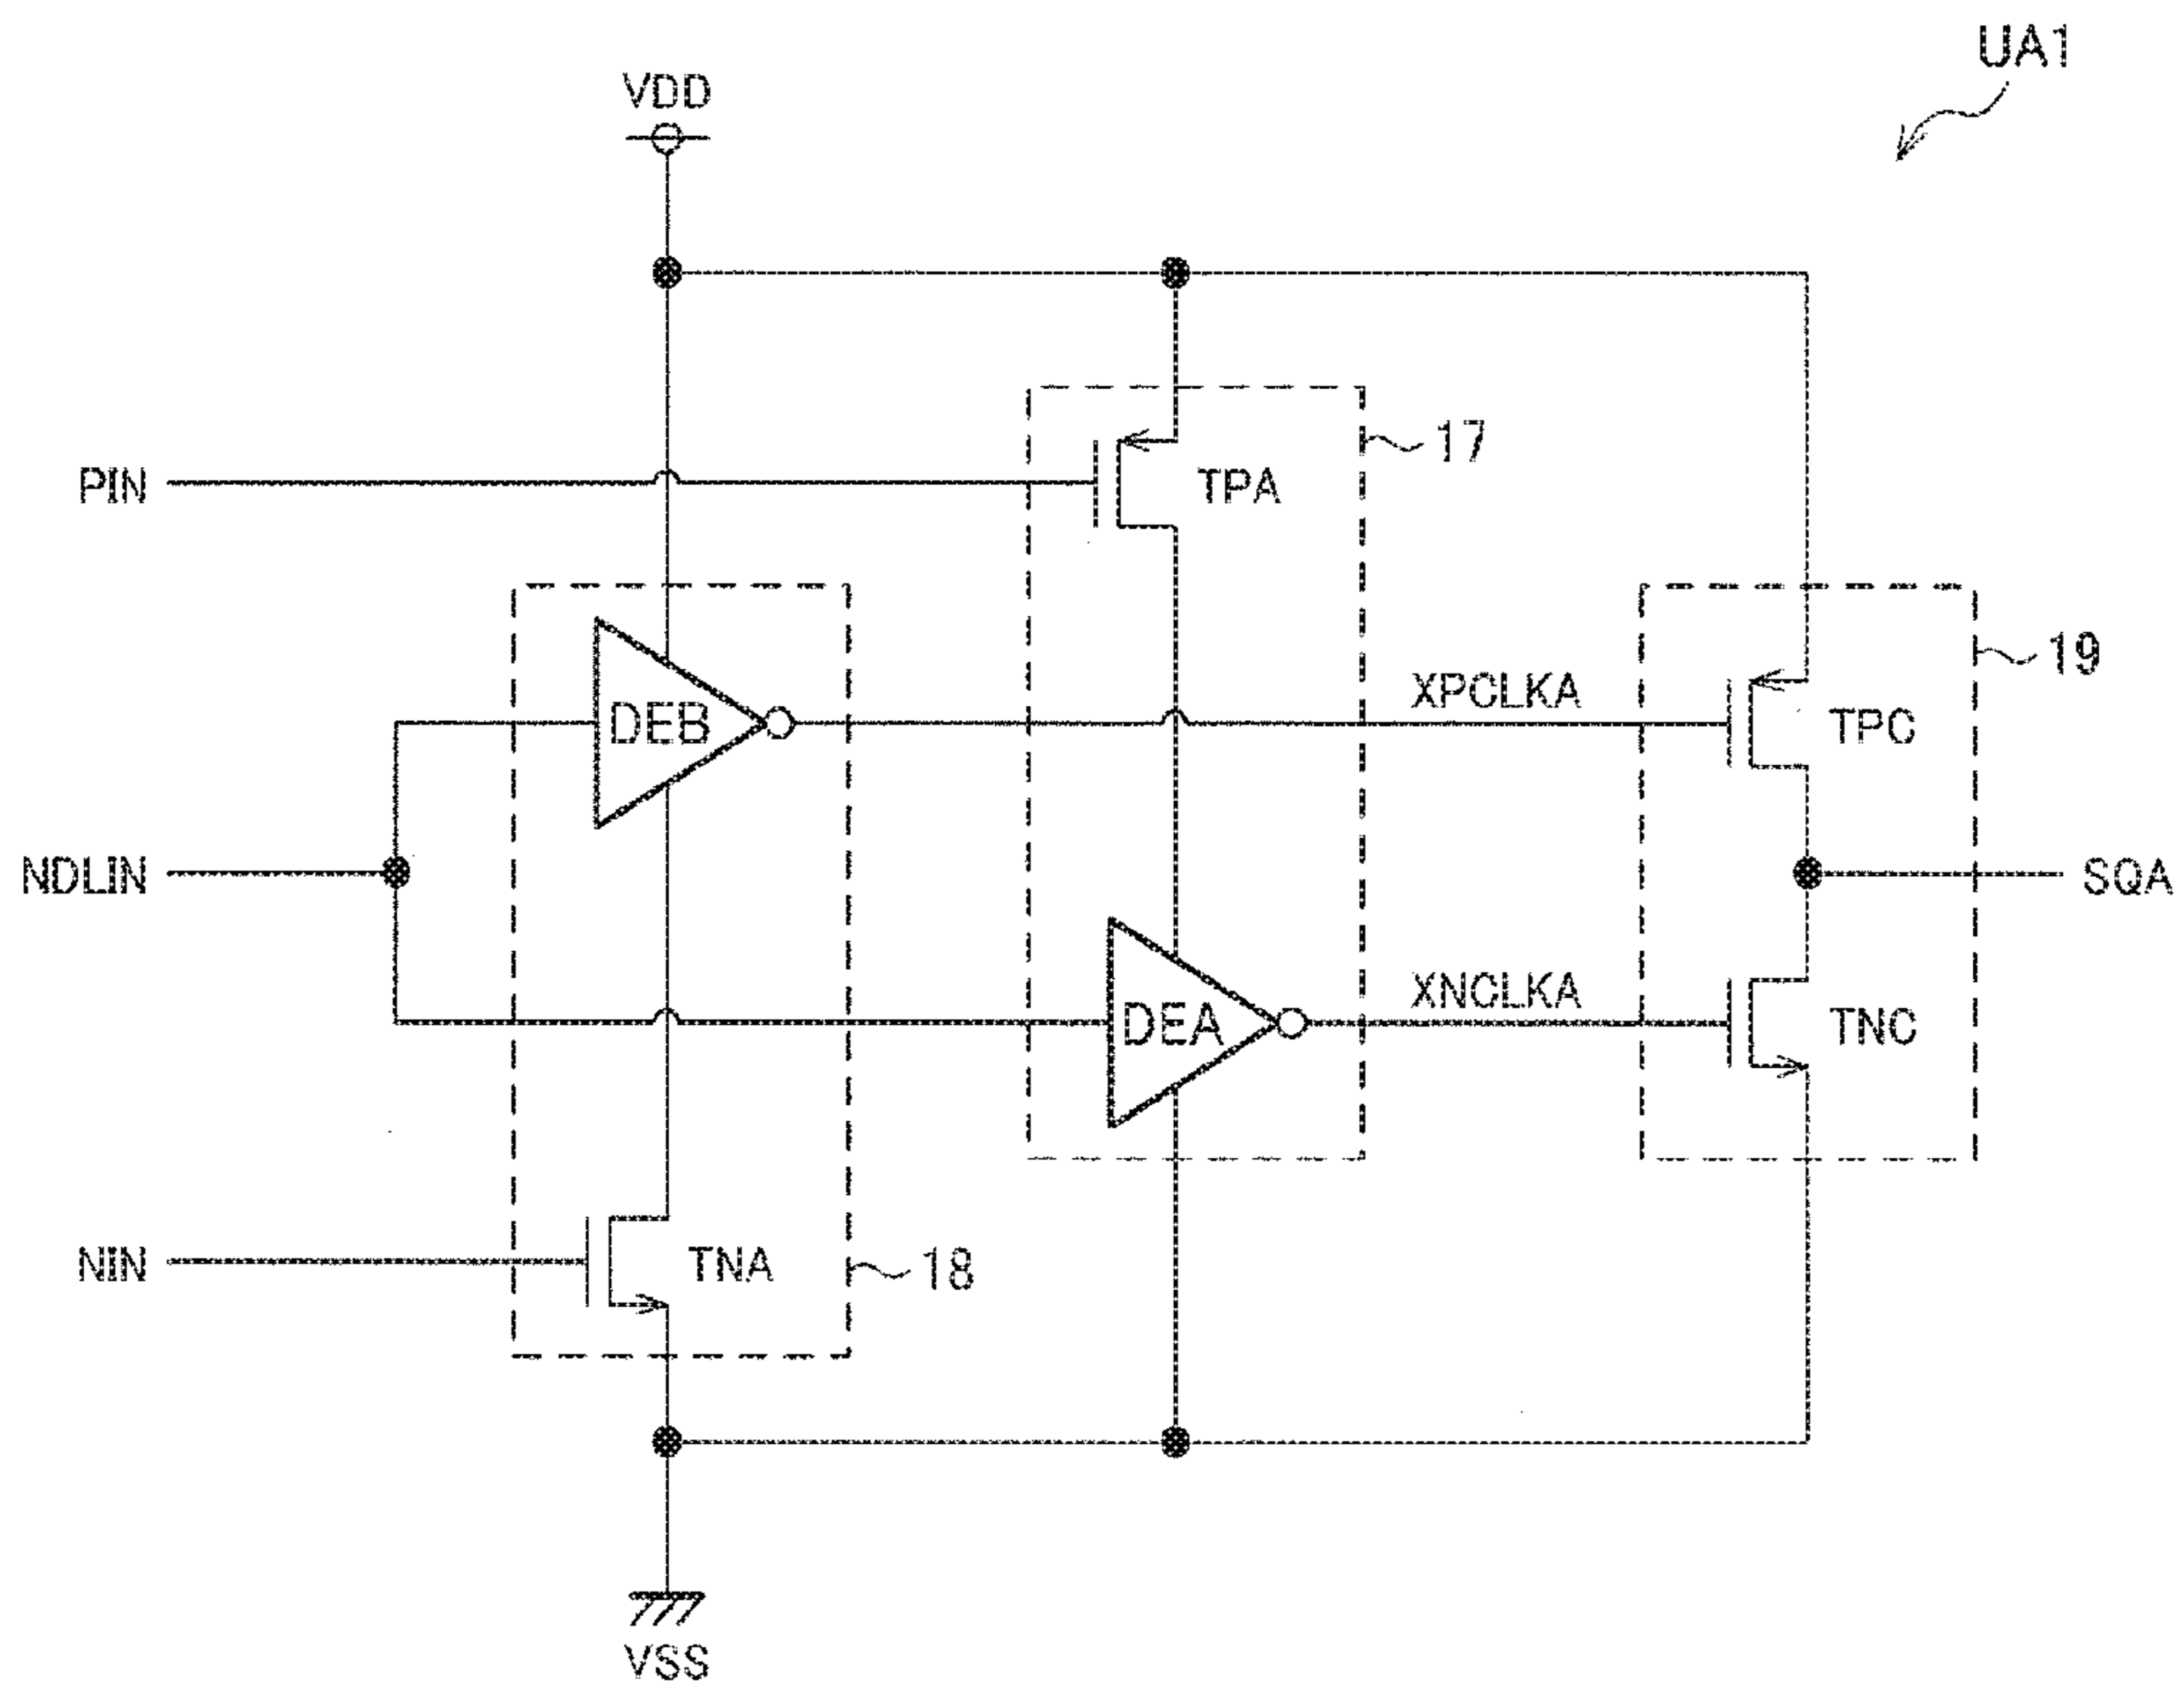 UA1
VDD
17
PIN
TPA
19
XPCLKA
DEB
TPC
NDLIN
SQA
XNCLKA
DEA
TNC
NIN
TNA
18
VSS